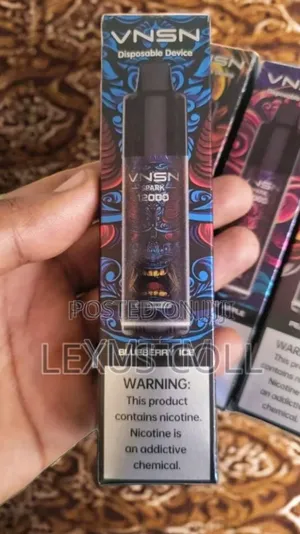 VNSN
Disposable Device
VNSN
SPARK
12000
POSTED ON JIJI
LEXUS COLL
BLUEBERRY ICE
WARNING:
This product
contains nicotine.
Nicotine is
an addictive
chemical.